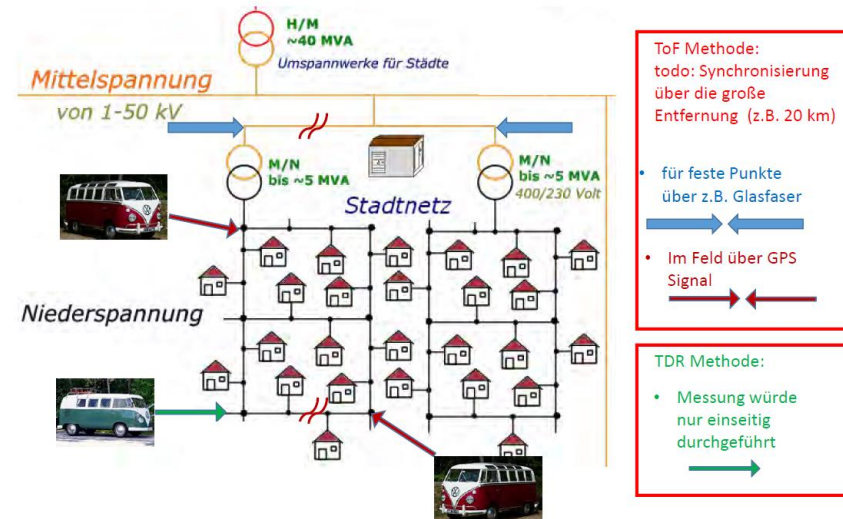 H/M
~40 MVA
Umspannwerke für Städte
Mittelspannung
von 1-50 kV
M/N
bis ~5 MVA
M/N
bis ~5 MVA
400/230 Volt
Stadtnetz
Niederspannung
ToF Methode:
todo: Synchronisierung
über die große
Entfernung (z.B. 20 km)
• für feste Punkte
über z.B. Glasfaser
• Im Feld über GPS
Signal
TDR Methode:
• Messung würde
nur einseitig
durchgeführt